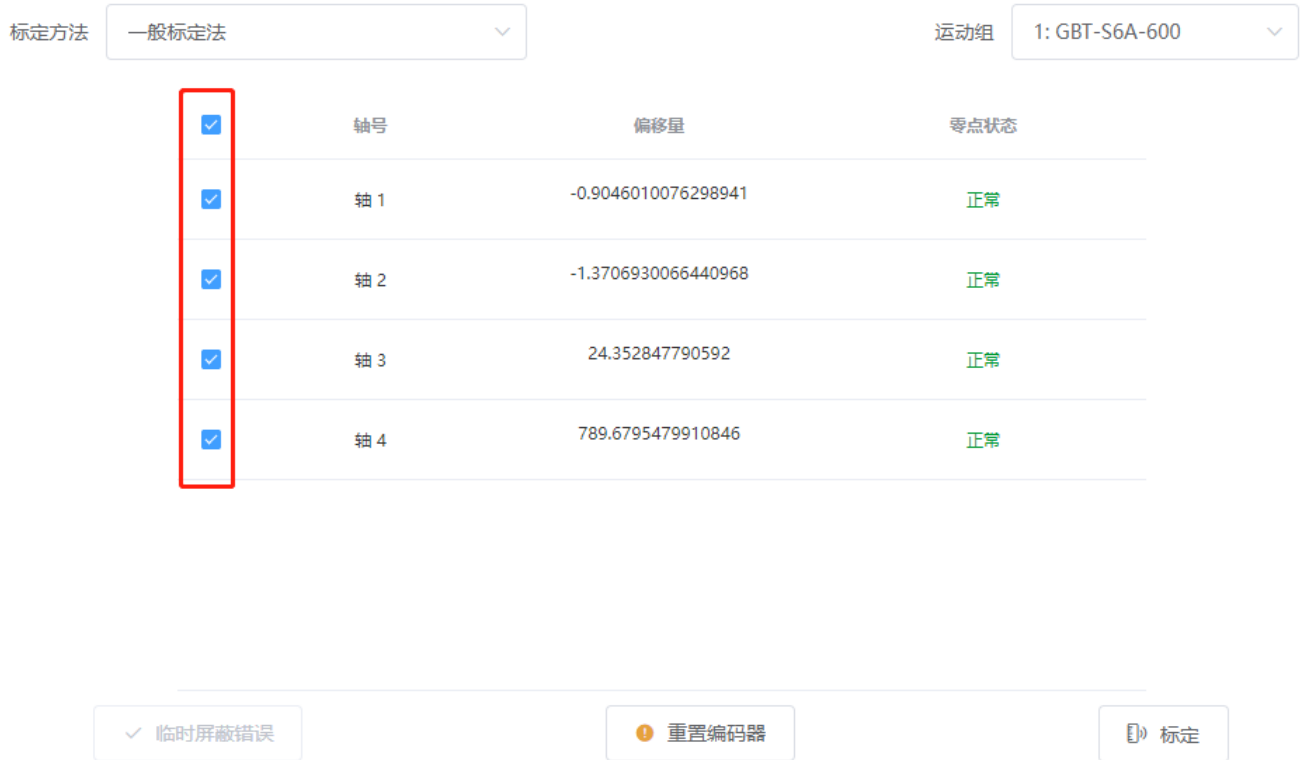 标定方法 一般标定法 运动组 1: GBT-S6A-600
轴号 偏移量 零点状态
轴 1 -0.9046010076298941 正常
轴 2 -1.3706930066440968 正常
轴 3 24.352847790592 正常
轴 4 789.6795479910846 正常
临时屏蔽错误 重置编码器 标定